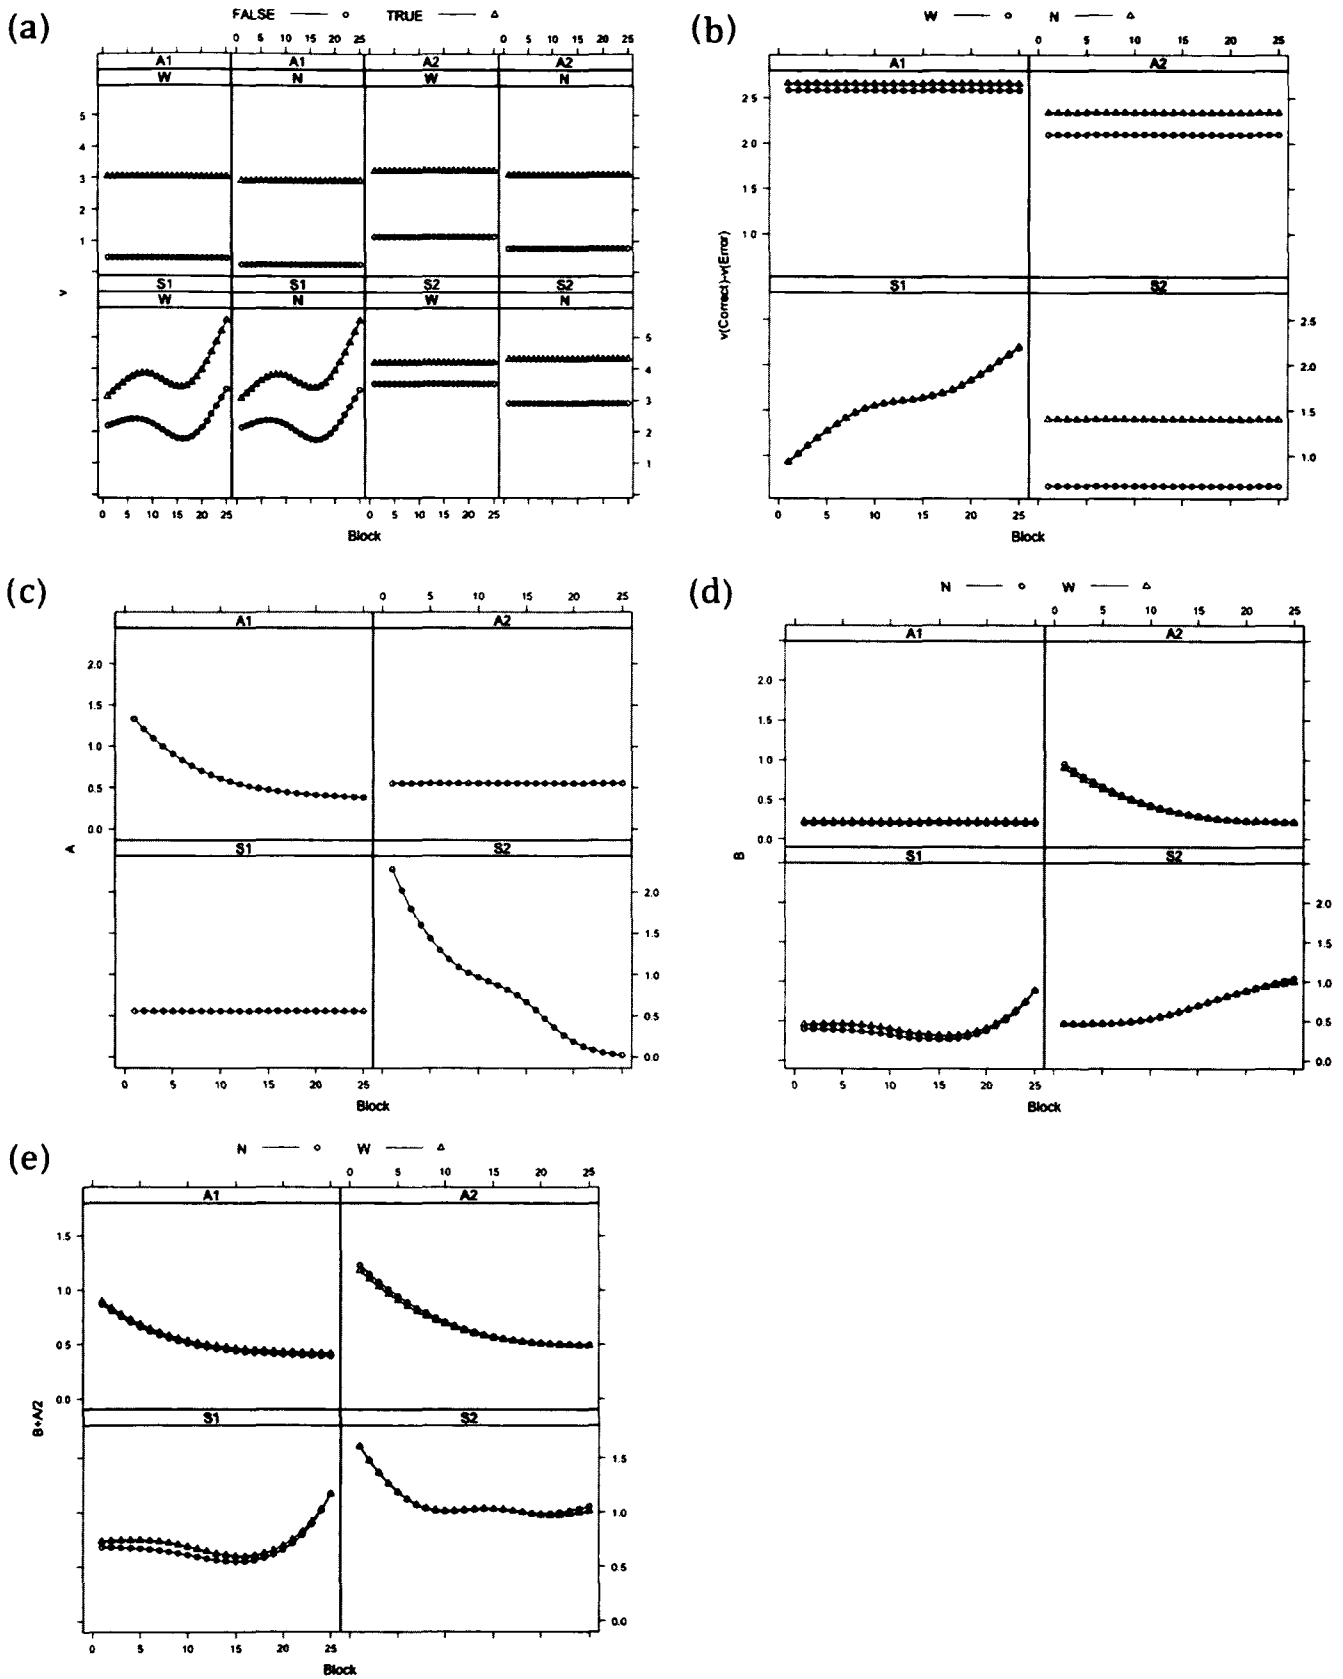 (a)
FALSE TRUE
0 5 10 15 20 25 0 5 10 15 20 25
A1 A1 A2 A2
W N W N
5
4
3
2
1
v
S1 S1 S2 S2
W N W N
5
4
3
2
1
0 5 10 15 20 25 0 5 10 15 20 25
Block
(b)
W N
0 5 10 15 20 25
A1 A2
2.5
2.0
1.5
1.0
v(Correct)-v(Error)
S1 S2
2.5
2.0
1.5
1.0
0 5 10 15 20 25
Block
(c)
0 5 10 15 20 25
A1 A2
2.0
1.5
1.0
0.5
0.0
A
S1 S2
2.0
1.5
1.0
0.5
0.0
0 5 10 15 20 25
Block
(d)
N W
0 5 10 15 20 25
A1 A2
2.0
1.5
1.0
0.5
0.0
B
S1 S2
2.0
1.5
1.0
0.5
0.0
0 5 10 15 20 25
Block
(e)
N W
0 5 10 15 20 25
A1 A2
1.5
1.0
0.5
0.0
B+A/2
S1 S2
1.5
1.0
0.5
0.0
0 5 10 15 20 25
Block